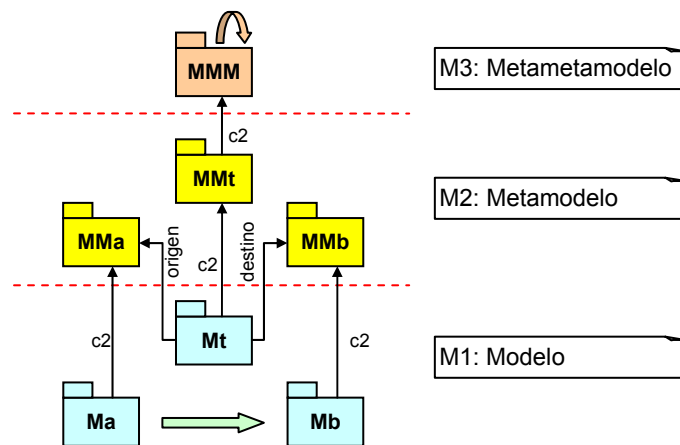 MMM
M3: Metametamodelo
c2
MMt
M2: Metamodelo
MMa
origen
c2
destino
MMb
c2
Mt
c2
M1: Modelo
Ma
Mb